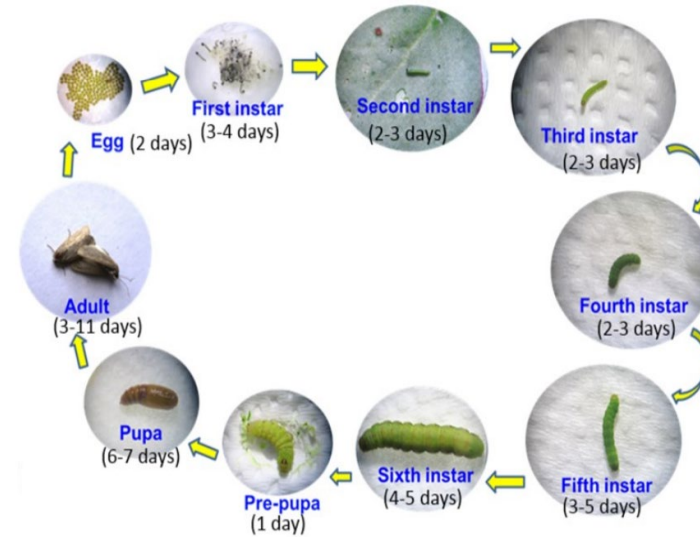 Egg (2 days)
First instar
(3-4 days)
Second instar
(2-3 days)
Third instar
(2-3 days)
Fourth instar
(2-3 days)
Fifth instar
(3-5 days)
Sixth instar
(4-5 days)
Pre-pupa
(1 day)
Pupa
(6-7 days)
Adult
(3-11 days)